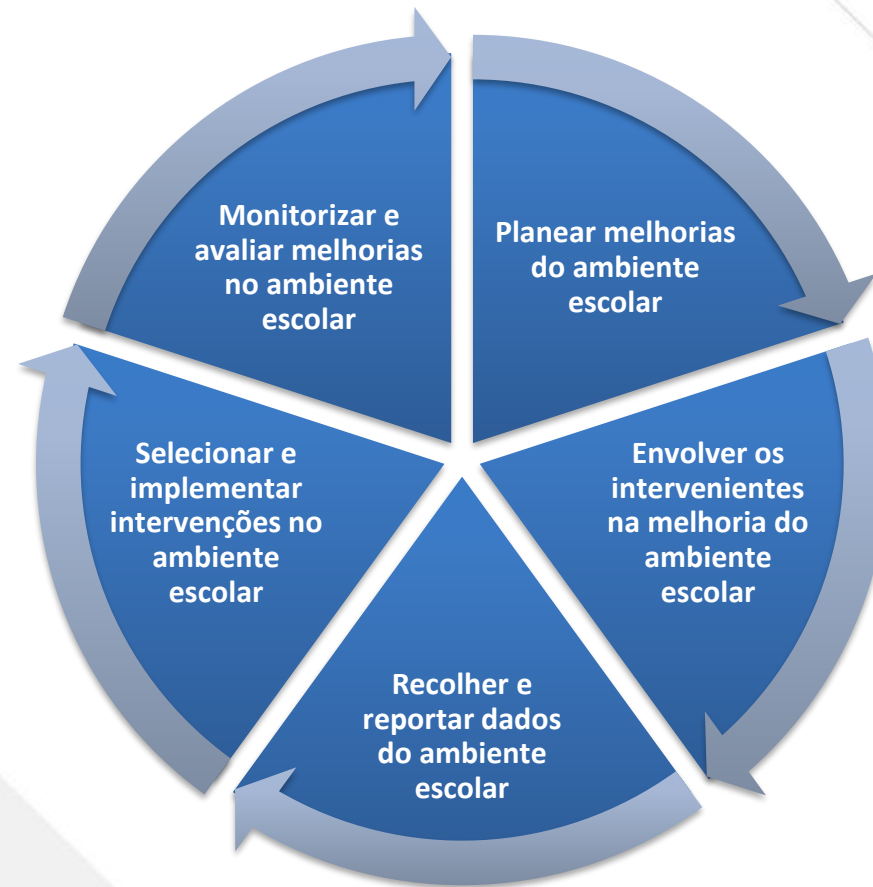 Planear melhorias
do ambiente
escolar
Envolver os
intervenientes
na melhoria do
ambiente
escolar
Recolher e
reportar dados
do ambiente
escolar
Selecionar e
implementar
intervenções no
ambiente
escolar
Monitorizar e
avaliar melhorias
no ambiente
escolar